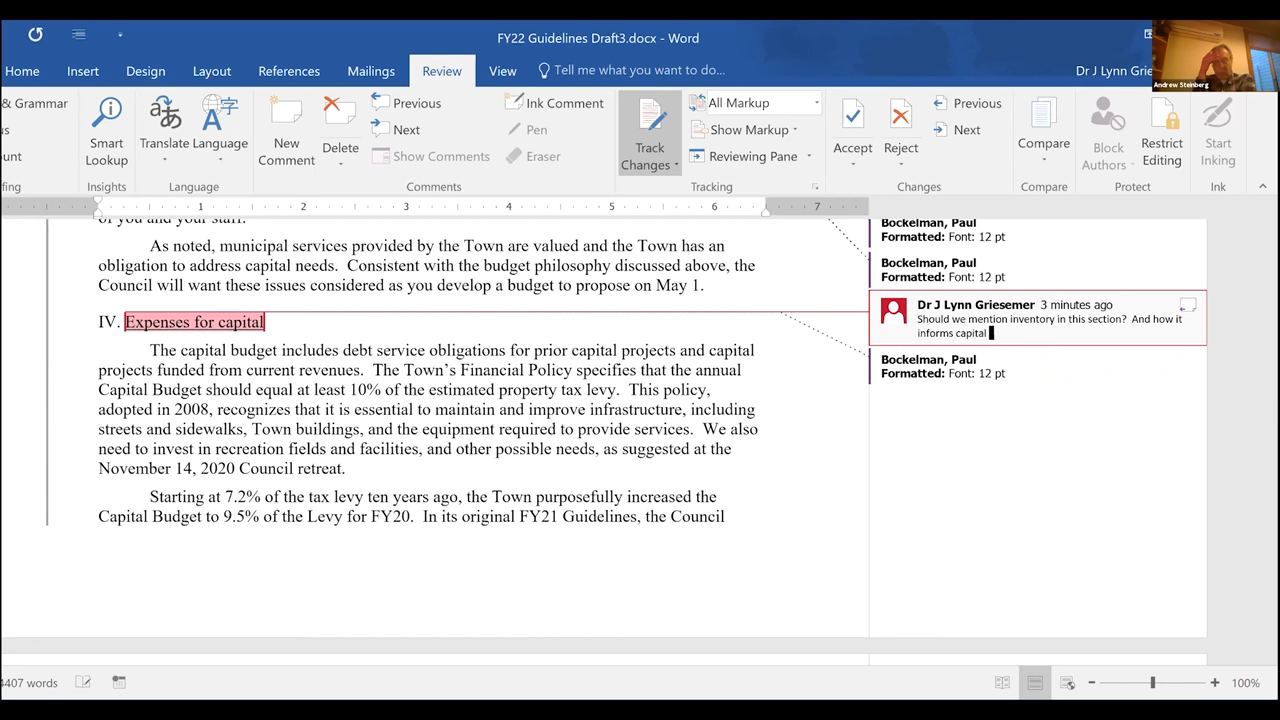 FY22 Guidelines Draft3.docx - Word
Home Insert Design Layout References Mailings Review View Tell me what you want to do...
Andrew Steinberg
& Grammar
Smart Lookup
Insights
Translate Language
Language
New Comment
Delete
Previous
Next
Show Comments
Ink Comment
Pen
Eraser
Comments
Track Changes
All Markup
Show Markup
Reviewing Pane
Tracking
Accept
Reject
Previous
Next
Changes
Compare
Compare
Block Authors
Restrict Editing
Protect
Start Inking
Ink
1 2 3 4 5 6 7
of you and your staff.
As noted, municipal services provided by the Town are valued and the Town has an
obligation to address capital needs. Consistent with the budget philosophy discussed above, the
Council will want these issues considered as you develop a budget to propose on May 1.
IV. Expenses for capital
The capital budget includes debt service obligations for prior capital projects and capital
projects funded from current revenues. The Town's Financial Policy specifies that the annual
Capital Budget should equal at least 10% of the estimated property tax levy. This policy,
adopted in 2008, recognizes that it is essential to maintain and improve infrastructure, including
streets and sidewalks, Town buildings, and the equipment required to provide services. We also
need to invest in recreation fields and facilities, and other possible needs, as suggested at the
November 14, 2020 Council retreat.
Starting at 7.2% of the tax levy ten years ago, the Town purposefully increased the
Capital Budget to 9.5% of the Levy for FY20. In its original FY21 Guidelines, the Council
Bockelman, Paul
Formatted: Font: 12 pt
Bockelman, Paul
Formatted: Font: 12 pt
Dr J Lynn Griesemer 3 minutes ago
Should we mention inventory in this section? And how it
informs capital
Bockelman, Paul
Formatted: Font: 12 pt
4407 words
100%